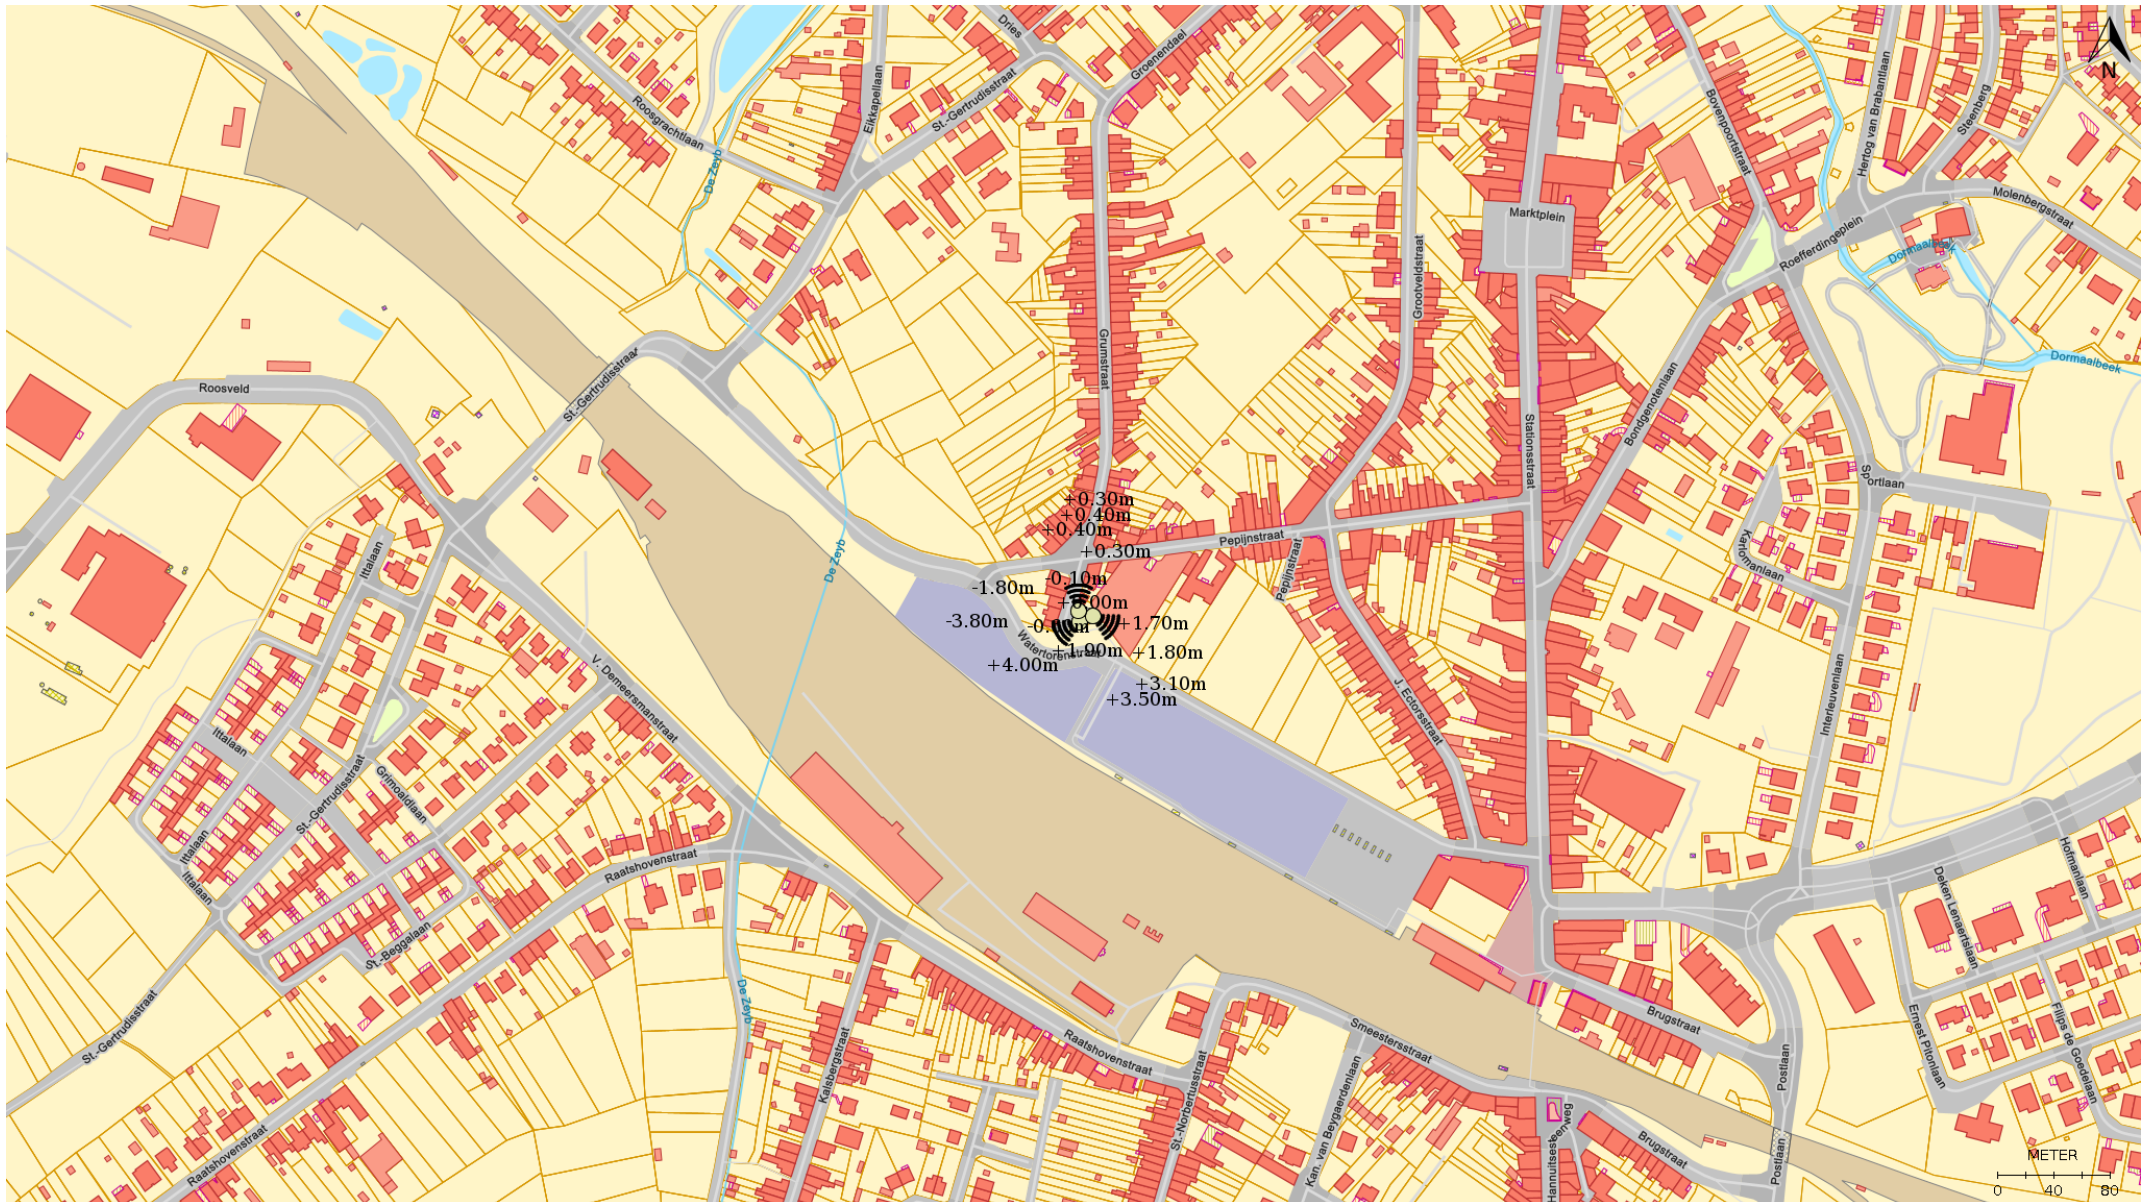 Dries
Groenendael
St.-Gertrudisstraat
Eikkapellaan
Roosgrachtlaan
De Zeyb
Bovenpoortstraat
Hertog van Brabantlaan
Steenberg
N
Molenbergstraat
Marktplein
Roefferdingeplein
Dormaalbeek
Grootveldstraat
Grumstraat
St.-Gertrudisstraat
Roosveld
Dormaalbeek
Bondgenotenlaan
Stationsstraat
Sportlaan
+0.30m
+0.40m
+0.40m
+0.30m
Pepijnstraat
Pepijnstraat
Ittalaan
De Zeyb
Karlomanlaan
-0.10m
-1.80m
+0.00m
-3.80m
+1.70m
Watertorenstraat
+1.90m
+1.80m
+4.00m
+3.10m
+3.50m
J. Ectorsstraat
Interleuvenlaan
V. Demeersmanstraat
Ittalaan
Grimoaldlaan
St.-Gertrudisstraat
Ittalaan
Ittalaan
Raatshovenstraat
St.-Beggalaan
Deken Lenaertslaan
Hofmanlaan
De Zeyb
St.-Gertrudisstraat
Kalsbergstraat
Raatshovenstraat
Smeestersstraat
Brugstraat
Ernest Pitonlaan
Filips de Goedelaan
Postlaan
St.-Norbertusstraat
Kan. van Beygaerdenlaan
Raatshovenstraat
Hannuitsesteenweg
Brugstraat
Postlaan
METER
0 40 80